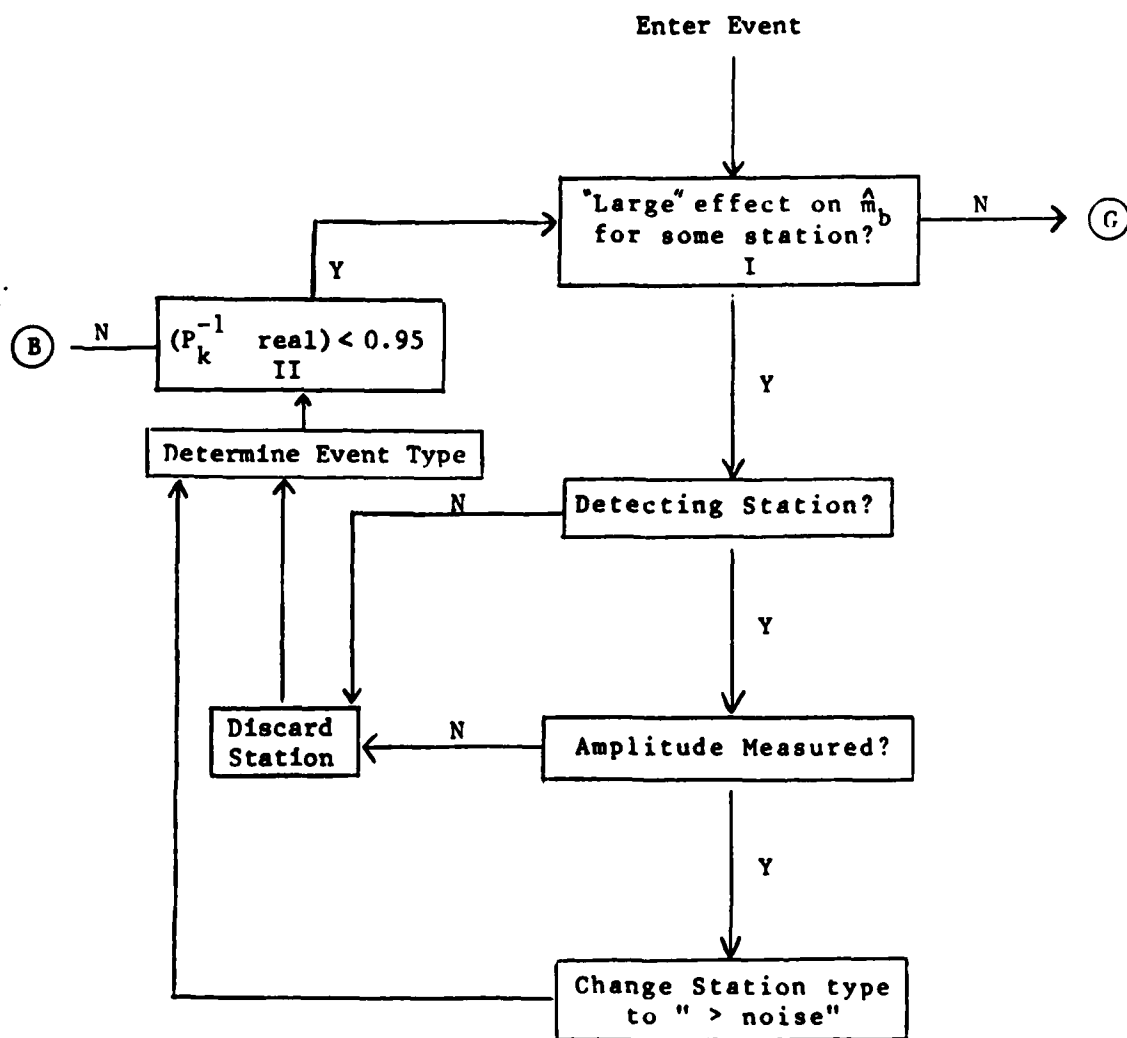 Enter Event
"Large" effect on m̂_b
for some station?
I
N
G
Y
(P_k^-1 real) < 0.95
II
N
B
Y
Determine Event Type
Detecting Station?
N
Y
Discard
Station
N
Amplitude Measured?
Y
Change Station type
to " > noise"